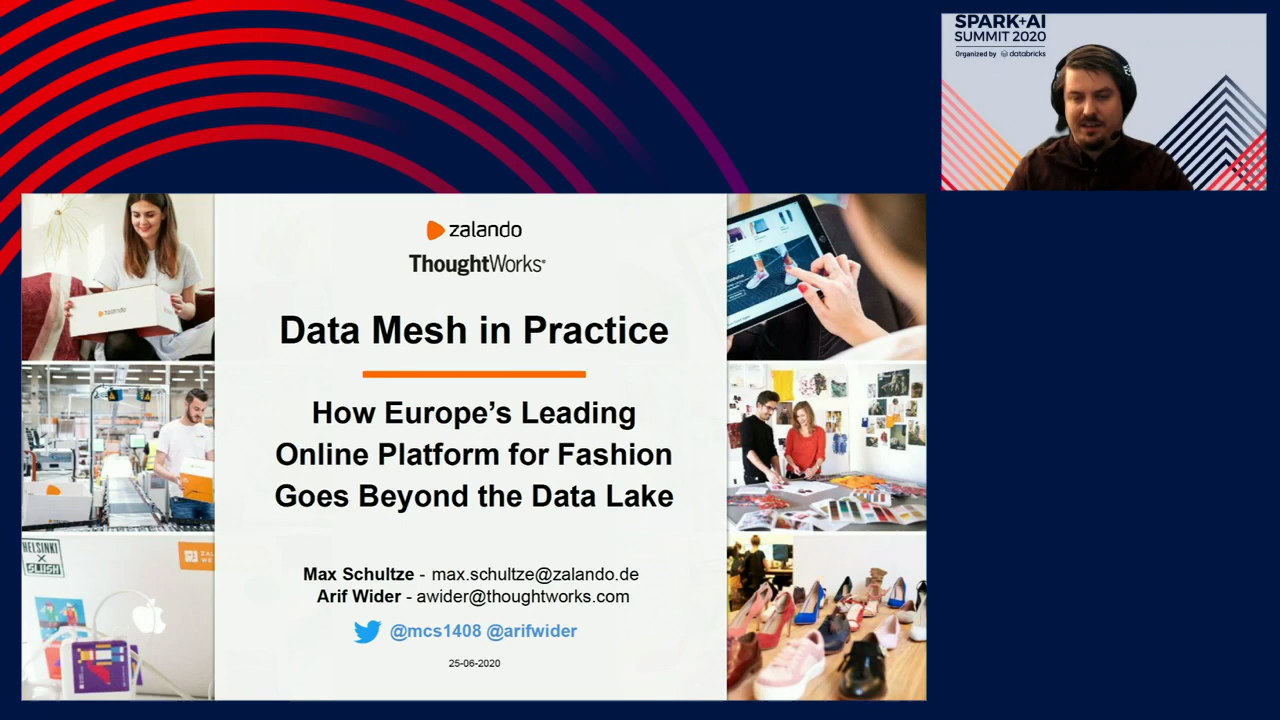 SPARK+AI
SUMMIT 2020
Organized by databricks
zalando
ThoughtWorks
Data Mesh in Practice
How Europe's Leading
Online Platform for Fashion
Goes Beyond the Data Lake
Max Schultze - max.schultze@zalando.de
Arif Wider - awider@thoughtworks.com
@mcs1408 @arifwider
25-06-2020
zalando
HELSINKI
X
SLUSH